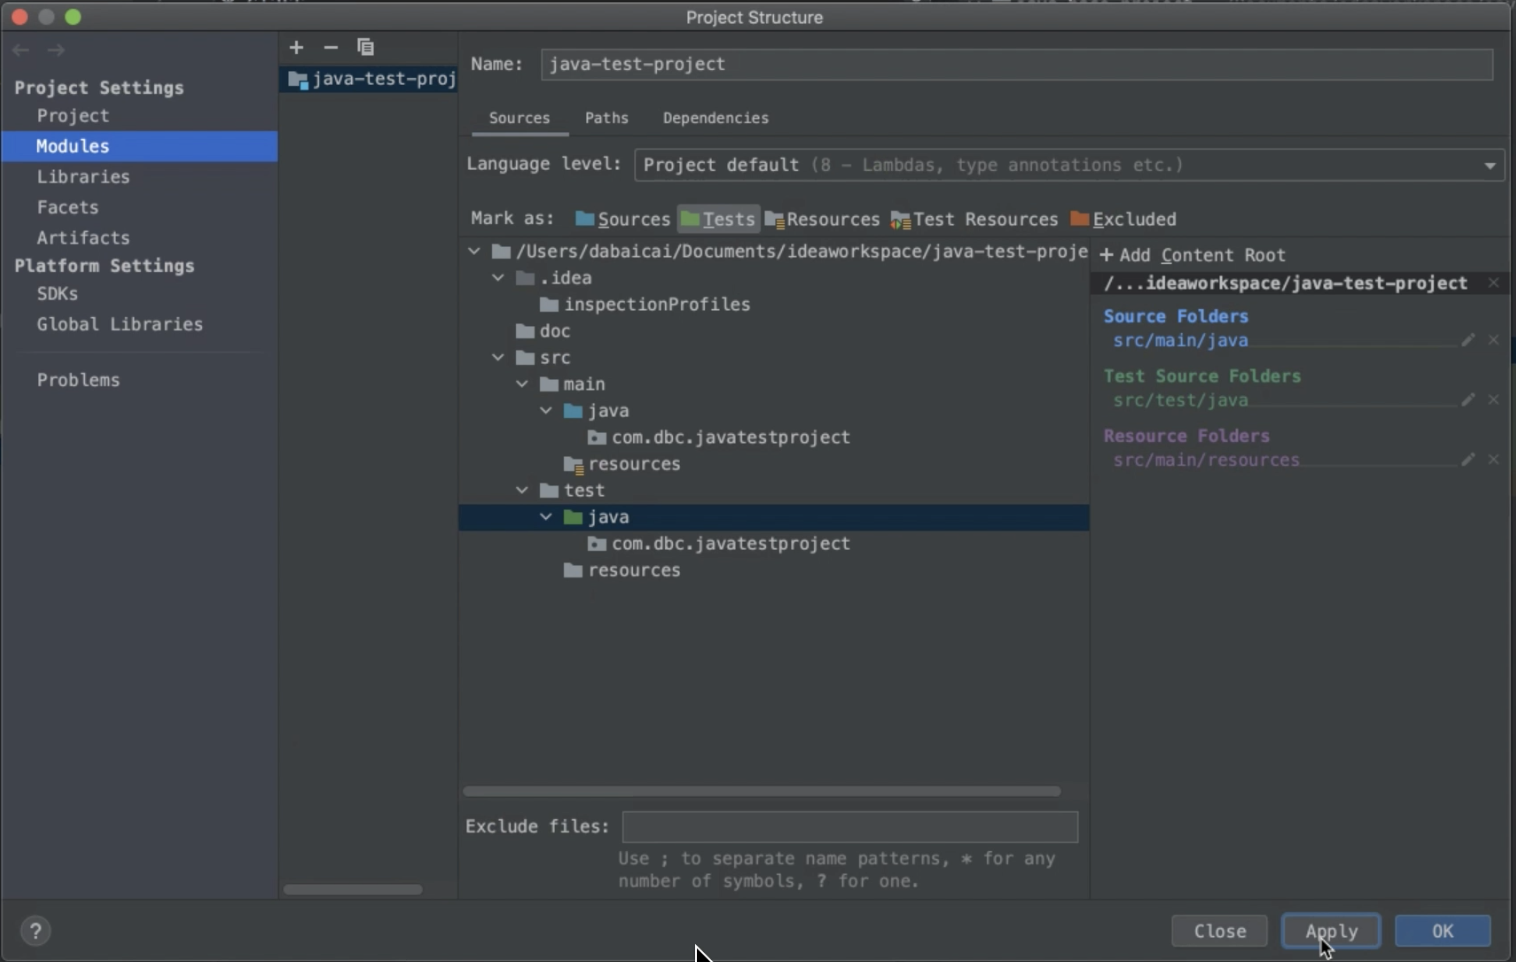 Project Structure
Project Settings
Project
Modules
Libraries
Facets
Artifacts
Platform Settings
SDKs
Global Libraries
Problems
java-test-proj
Name: java-test-project
Sources Paths Dependencies
Language level: Project default (8 - Lambdas, type annotations etc.)
Mark as: Sources Tests Resources Test Resources Excluded
/Users/dabaicai/Documents/ideaworkspace/java-test-proje
.idea
inspectionProfiles
doc
src
main
java
com.dbc.javatestproject
resources
test
java
com.dbc.javatestproject
resources
+ Add Content Root
/...ideaworkspace/java-test-project
Source Folders
src/main/java
Test Source Folders
src/test/java
Resource Folders
src/main/resources
Exclude files:
Use ; to separate name patterns, * for any
number of symbols, ? for one.
? Close Apply OK